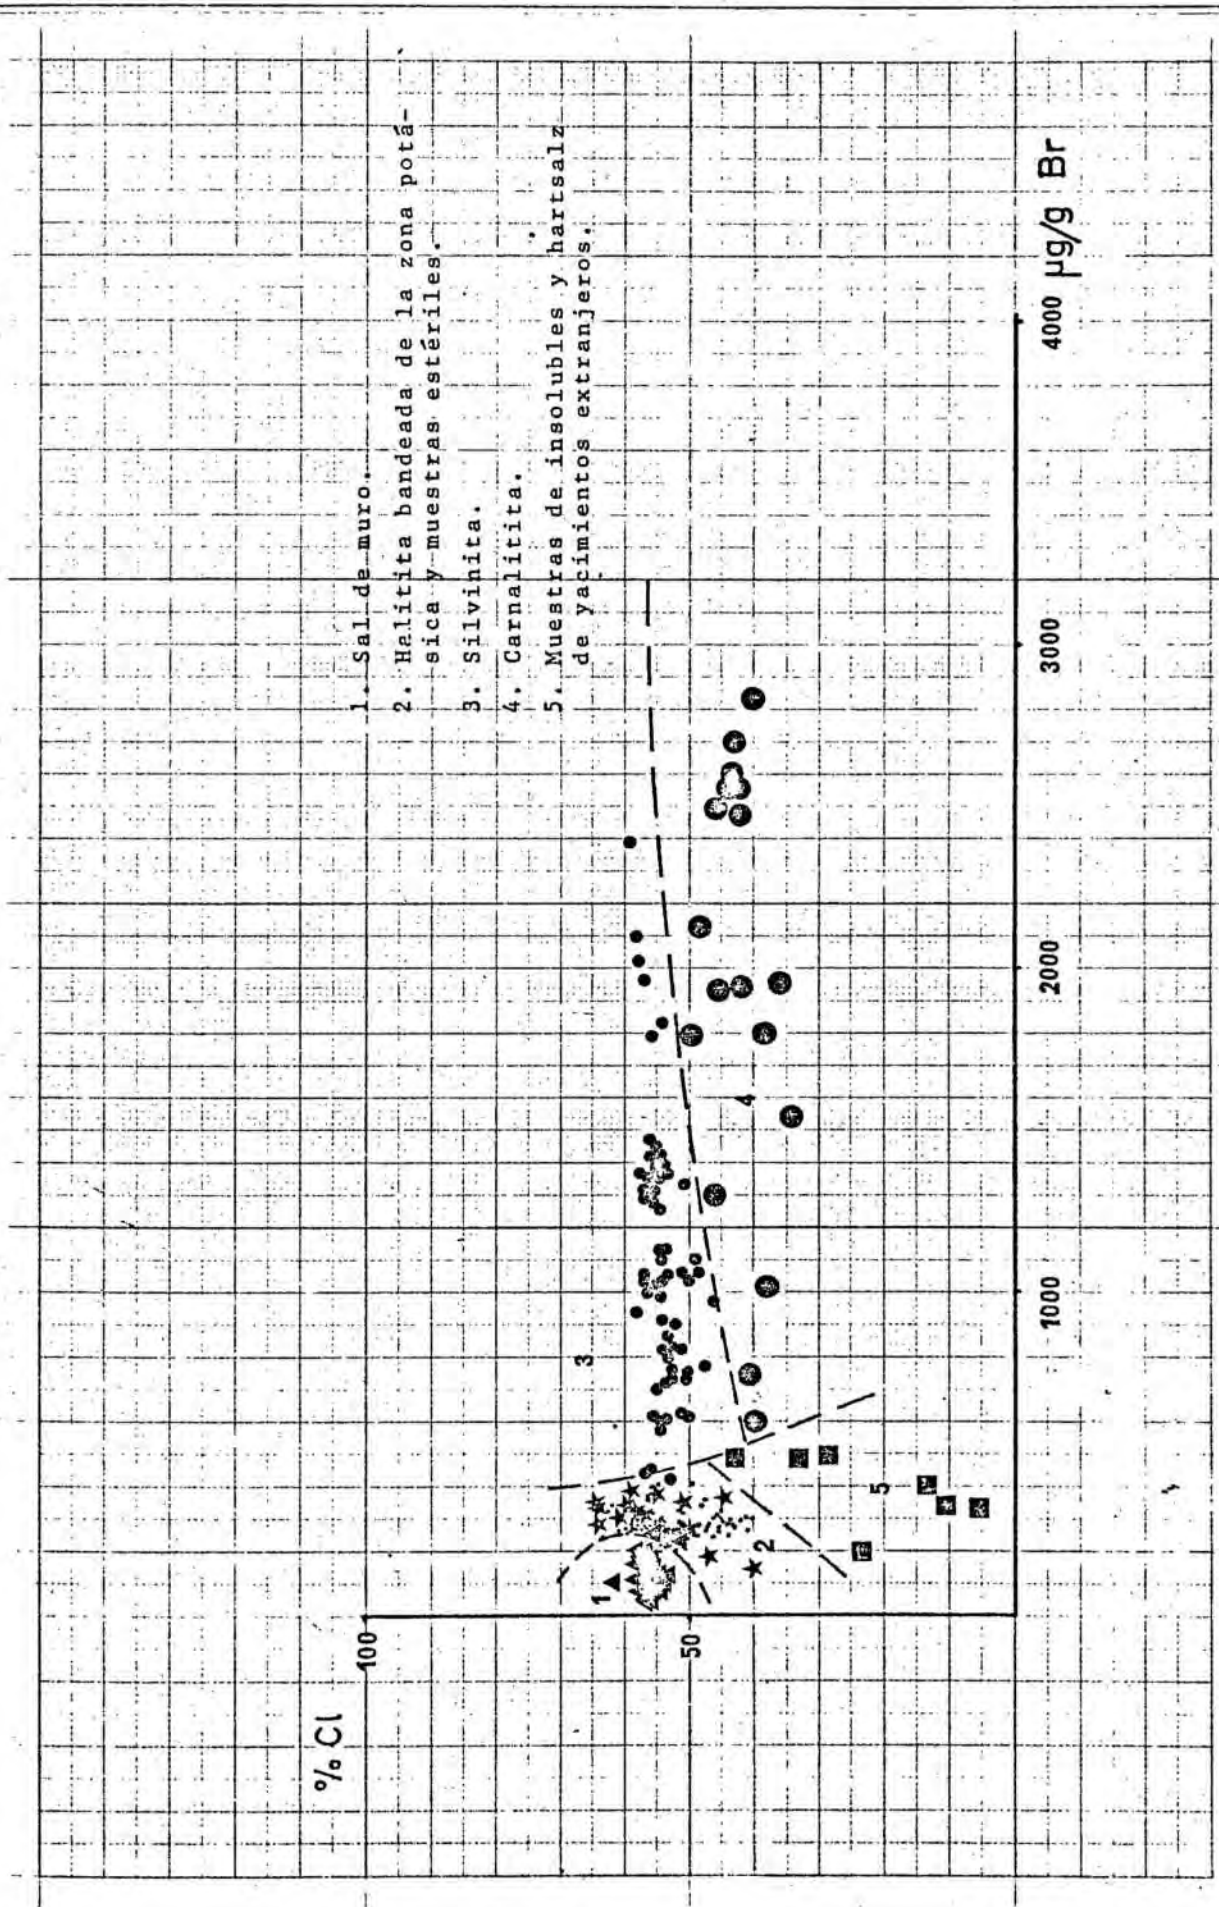 % Cl
100
1. Sal de muro.
2. Halitita bandeada de la zona potá-
sica y muestras estériles.
3. Silvinita.
4. Carnalitita.
5. Muestras de insolubles y hartsalz
de yacimientos extranjeros.
50
1
2
3
4
5
1000
2000
3000
4000 µg/g Br